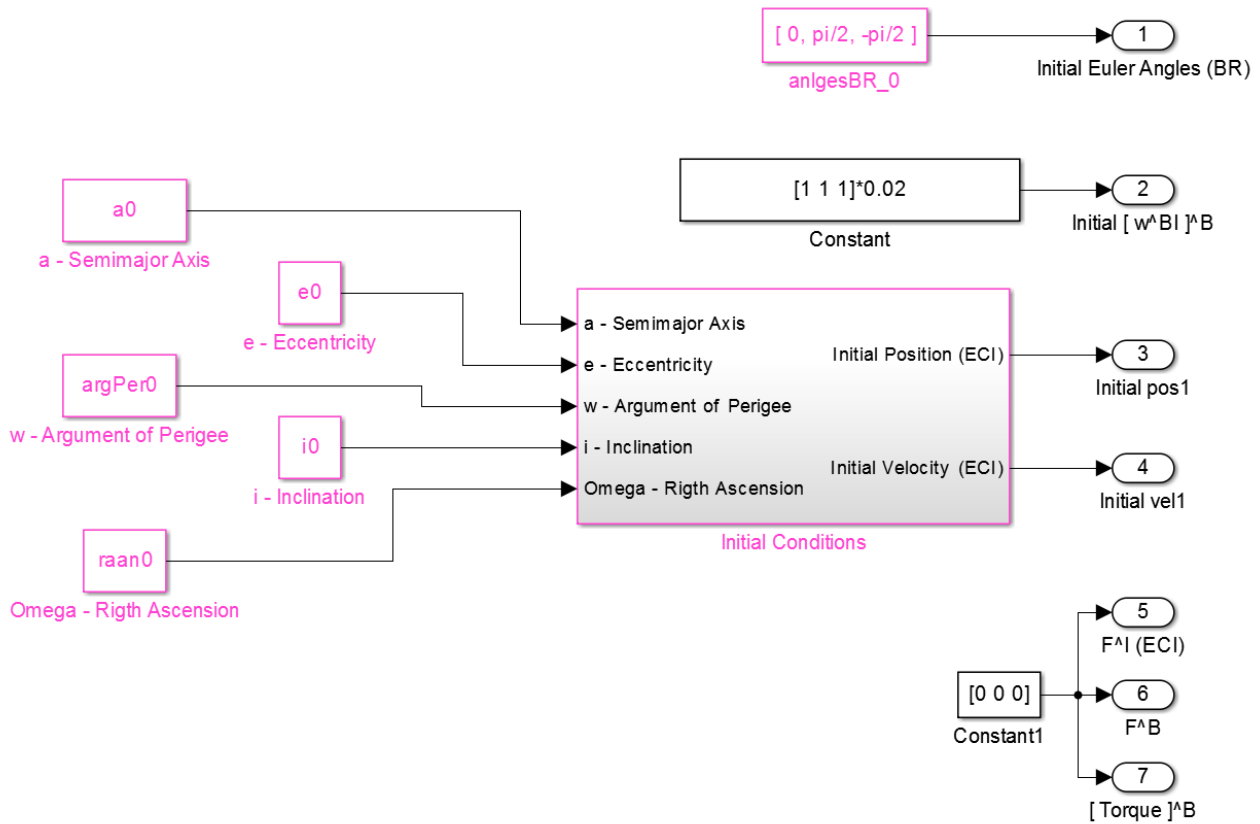 [ 0, pi/2, -pi/2 ]
anlgesBR_0
1
Initial Euler Angles (BR)
[1 1 1]*0.02
Constant
2
Initial [ w^BI ]^B
a0
a - Semimajor Axis
e0
e - Eccentricity
argPer0
w - Argument of Perigee
i0
i - Inclination
raan0
Omega - Rigth Ascension
a - Semimajor Axis
e - Eccentricity
w - Argument of Perigee
i - Inclination
Omega - Rigth Ascension
Initial Position (ECI)
Initial Velocity (ECI)
Initial Conditions
3
Initial pos1
4
Initial vel1
[0 0 0]
Constant1
5
F^I (ECI)
6
F^B
7
[ Torque ]^B